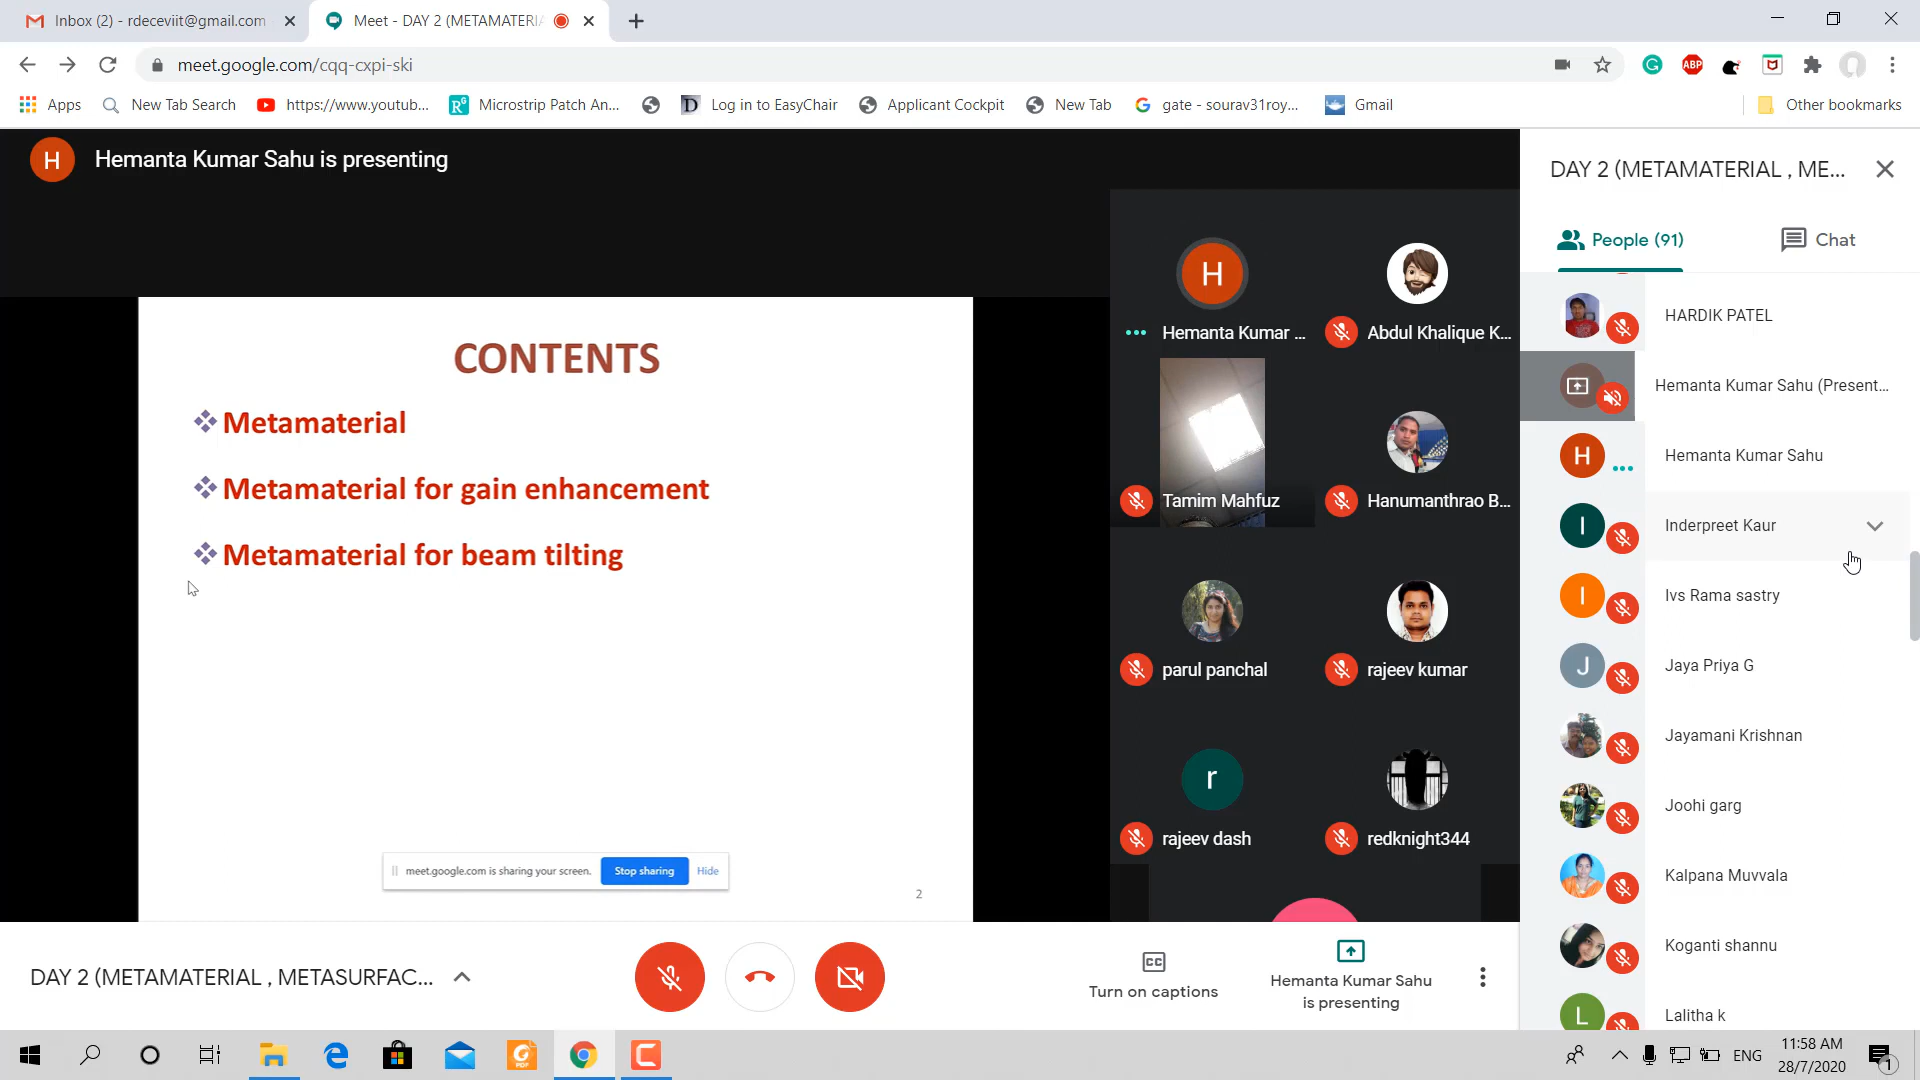 Inbox (2) - rdeceviit@gmail.com
Meet - DAY 2 (METAMATERI
meet.google.com/cqq-cxpi-ski
ABP
Apps
New Tab Search
https://www.youtub...
Microstrip Patch An...
Log in to EasyChair
Applicant Cockpit
New Tab
gate - sourav31roy...
Gmail
Other bookmarks
H
Hemanta Kumar Sahu is presenting
CONTENTS
Metamaterial
Metamaterial for gain enhancement
Metamaterial for beam tilting
meet.google.com is sharing your screen.
Stop sharing
Hide
2
H
Hemanta Kumar ...
Abdul Khalique K...
Tamim Mahfuz
Hanumanthrao B...
parul panchal
rajeev kumar
r
rajeev dash
redknight344
DAY 2 (METAMATERIAL , ME...
People (91)
Chat
HARDIK PATEL
Hemanta Kumar Sahu (Present...
H
Hemanta Kumar Sahu
I
Inderpreet Kaur
I
Ivs Rama sastry
J
Jaya Priya G
Jayamani Krishnan
Joohi garg
Kalpana Muvvala
Koganti shannu
L
Lalitha k
DAY 2 (METAMATERIAL , METASURFAC...
Turn on captions
Hemanta Kumar Sahu
is presenting
ENG
11:58 AM
28/7/2020
1